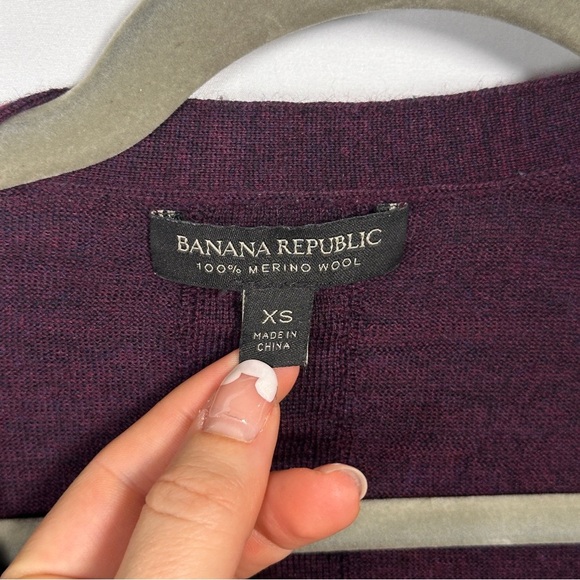 BANANA REPUBLIC
100% MERINO WOOL
XS
MADE IN
CHINA